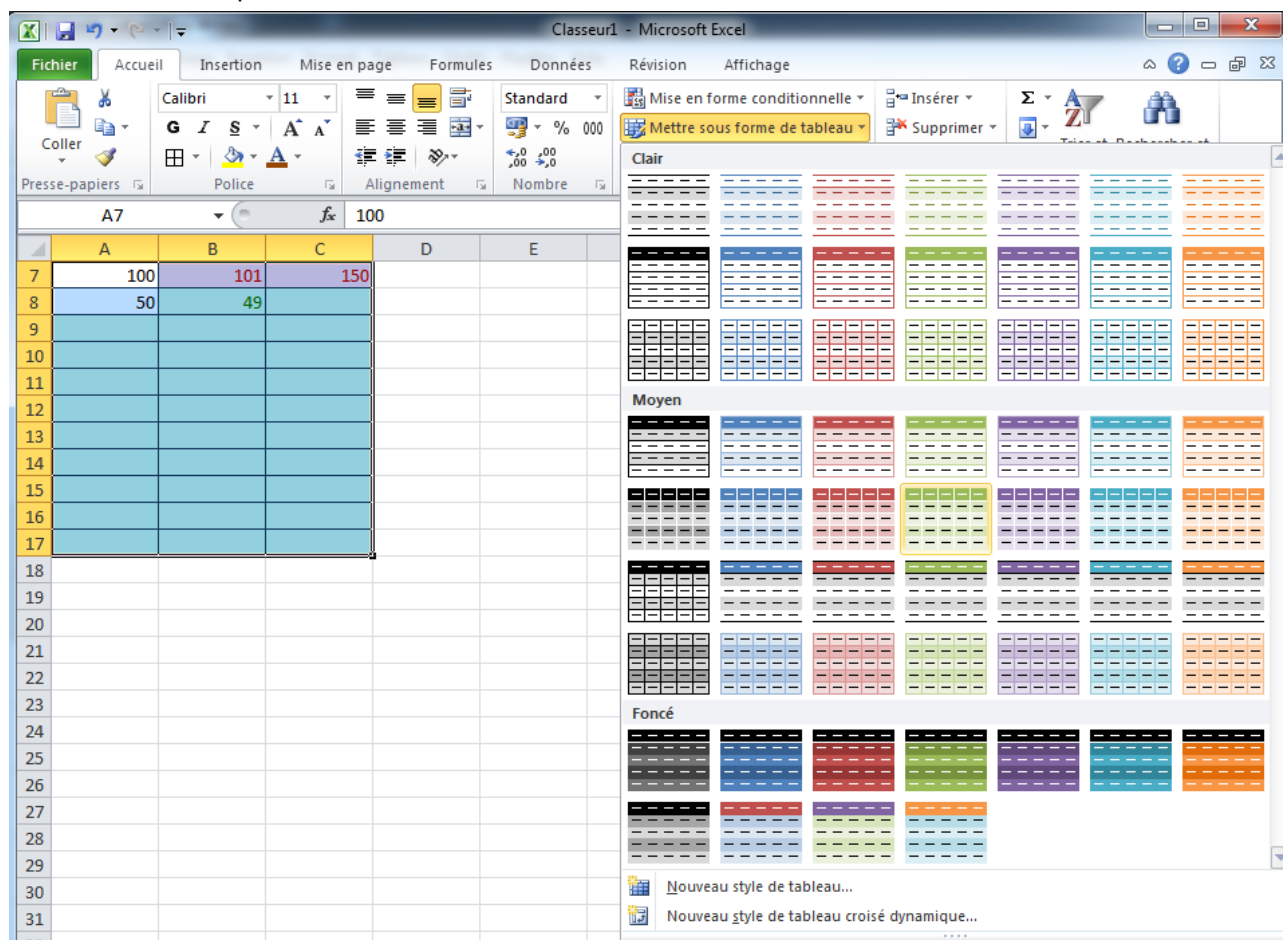 Classeur1 - Microsoft Excel
Fichier Accueil Insertion Mise en page Formules Données Révision Affichage
Calibri 11 Standard Mise en forme conditionnelle Insérer Σ
Coller G I S A A % 000 Mettre sous forme de tableau Supprimer
A ,0 ,00 ,00 ,0
Presse-papiers Police Alignement Nombre
A7 fx 100
A B C D E
7 100 101 150
8 50 49
9
10
11
12
13
14
15
16
17
18
19
20
21
22
23
24
25
26
27
28
29
30
31
Clair
Moyen
Foncé
Nouveau style de tableau...
Nouveau style de tableau croisé dynamique...